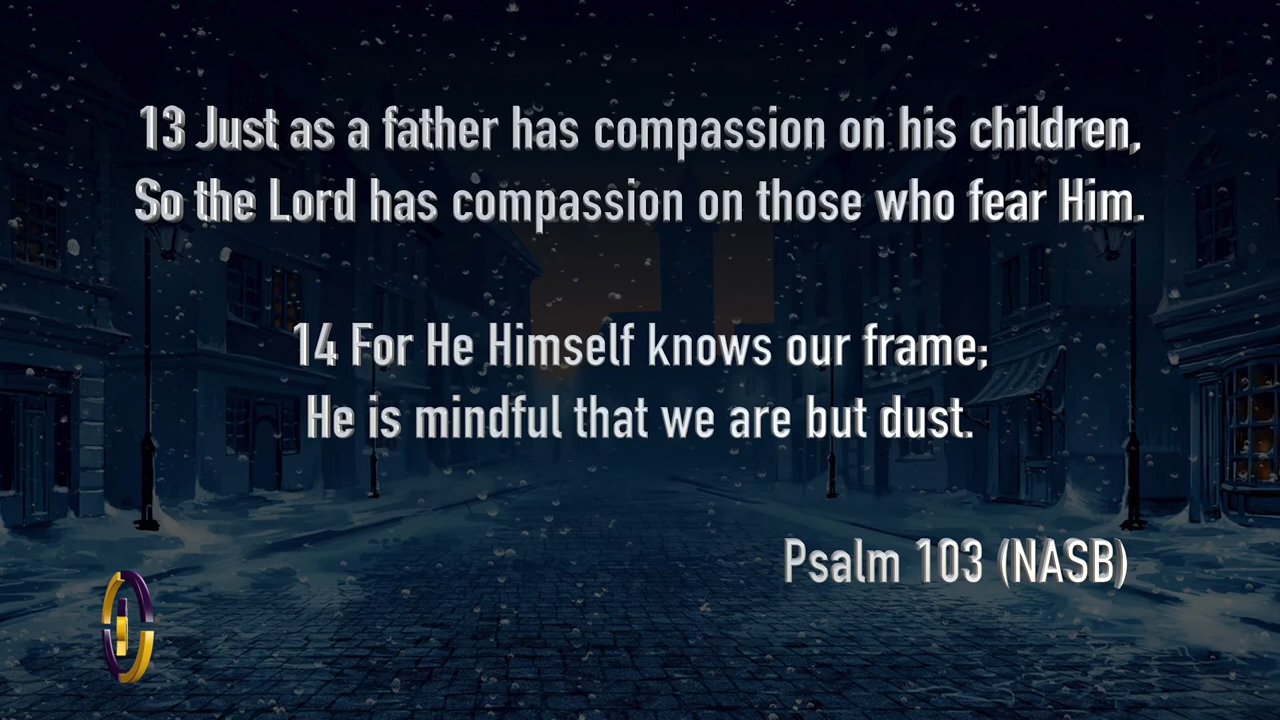 13 Just as a father has compassion on his children,
So the Lord has compassion on those who fear Him.
14 For He Himself knows our frame;
He is mindful that we are but dust.
Psalm 103 (NASB)